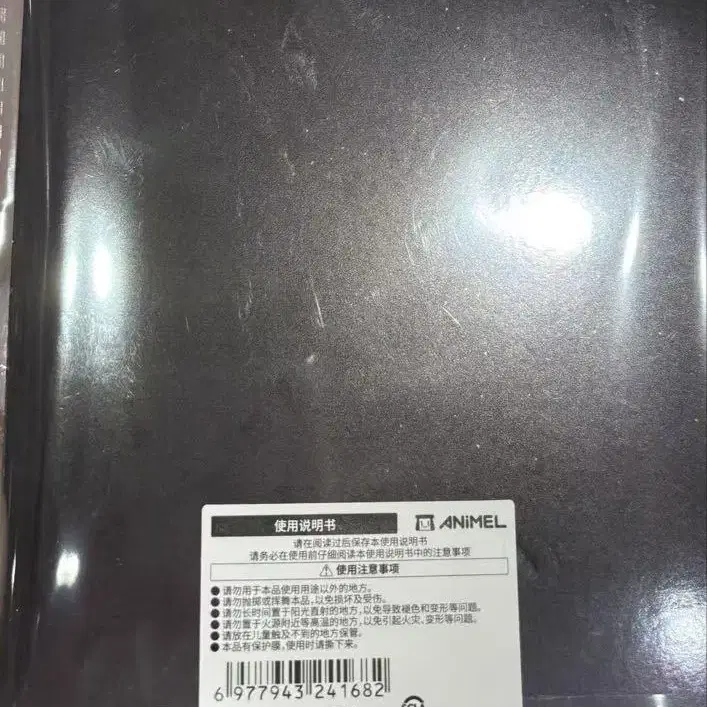 使用说明书
ANiMEL
请在阅读过后保存本使用说明书
请务必在使用前仔细阅读本使用说明书中的注意事项
⚠ 使用注意事项
●请勿用于本品使用用途以外的地方。
●请勿抛掷或挥舞本品,以免损坏及受伤。
●请勿长时间置于阳光直射的地方,以免导致褪色和变形等问题。
●请勿置于火源附近等高温的地方,以免引起火灾、变形等问题。
●请放在儿童触及不到的地方保管。
●本品有保护膜,使用时请撕下来。
6 977943 241682